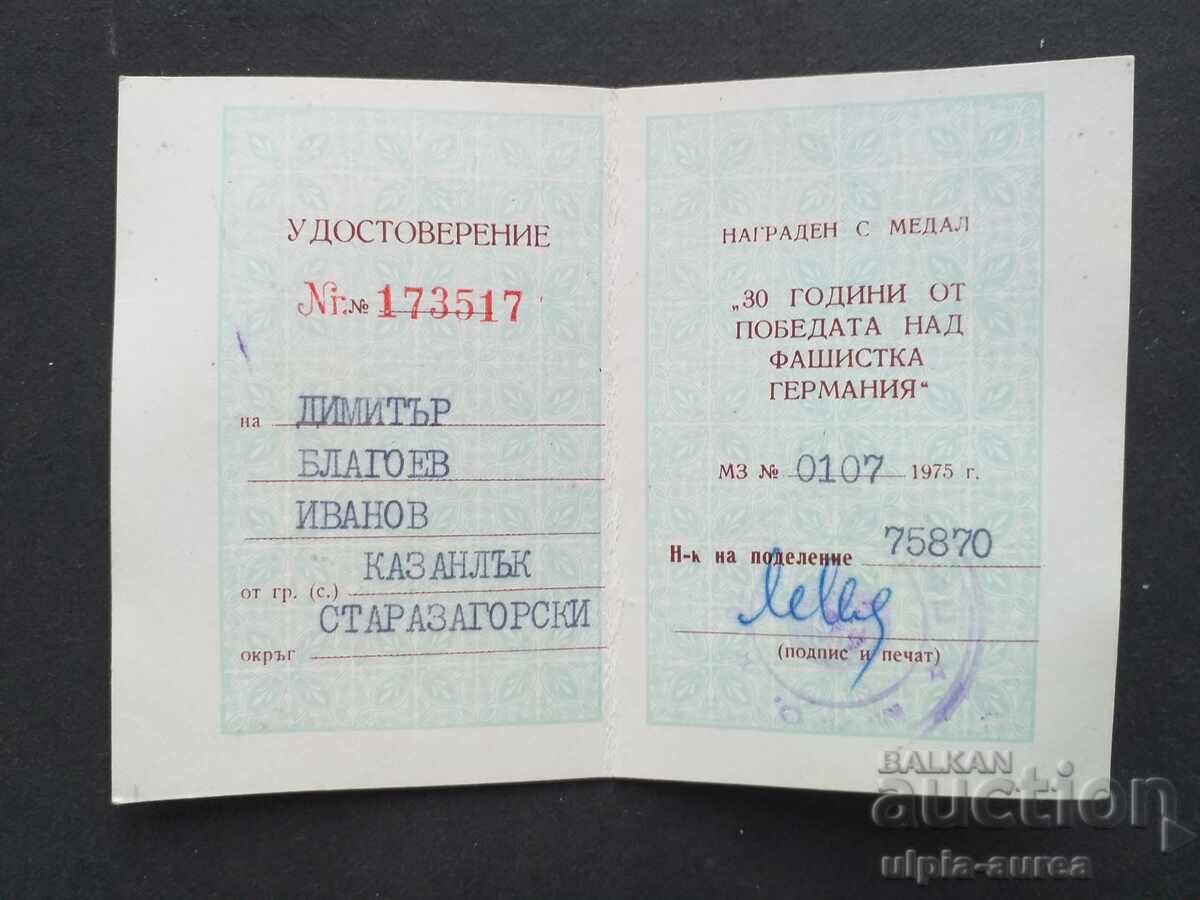 УДОСТОВЕРЕНИЕ
Nr.№ 173517
на ДИМИТЪР
БЛАГОЕВ
ИВАНОВ
от гр. (с.) КАЗАНЛЪК
окръг СТАРАЗАГОРСКИ
НАГРАДЕН С МЕДАЛ
„30 ГОДИНИ ОТ
ПОБЕДАТА НАД
ФАШИСТКА
ГЕРМАНИЯ“
МЗ № 0107 1975 г.
Н-к на поделение 75870
(подпис и печат)
BALKAN
auction
ulpia-aurea